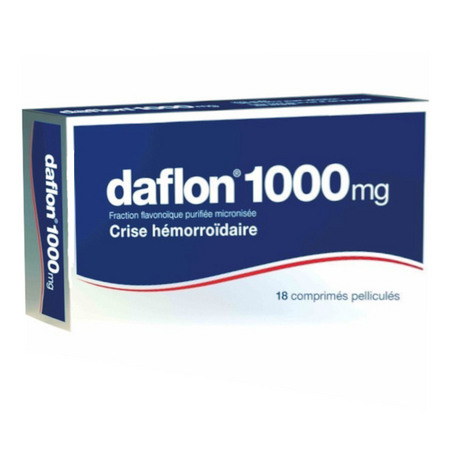 daflon® 1000mg
Fraction flavonoïque purifiée micronisée
Crise hémorroïdaire
18 comprimés pelliculés
daflon® 1000mg